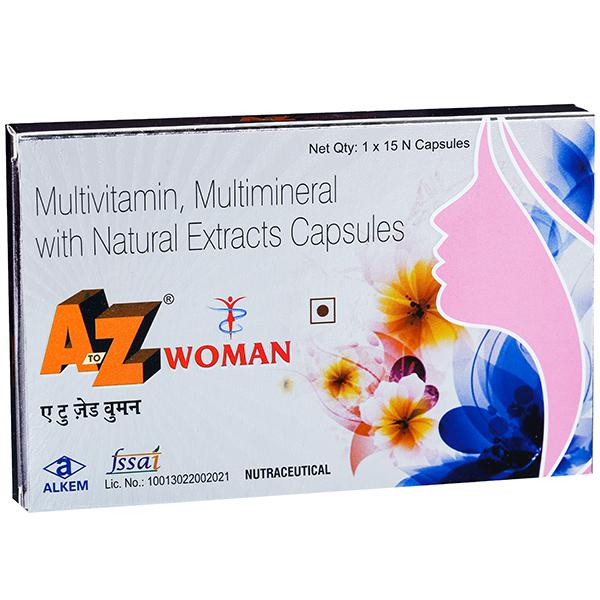 Net Qty: 1 x 15 N Capsules
Multivitamin, Multimineral
with Natural Extracts Capsules
A TO Z® WOMAN
ए टु ज़ेड वुमन
a
ALKEM
fssai
Lic. No.: 10013022002021
NUTRACEUTICAL